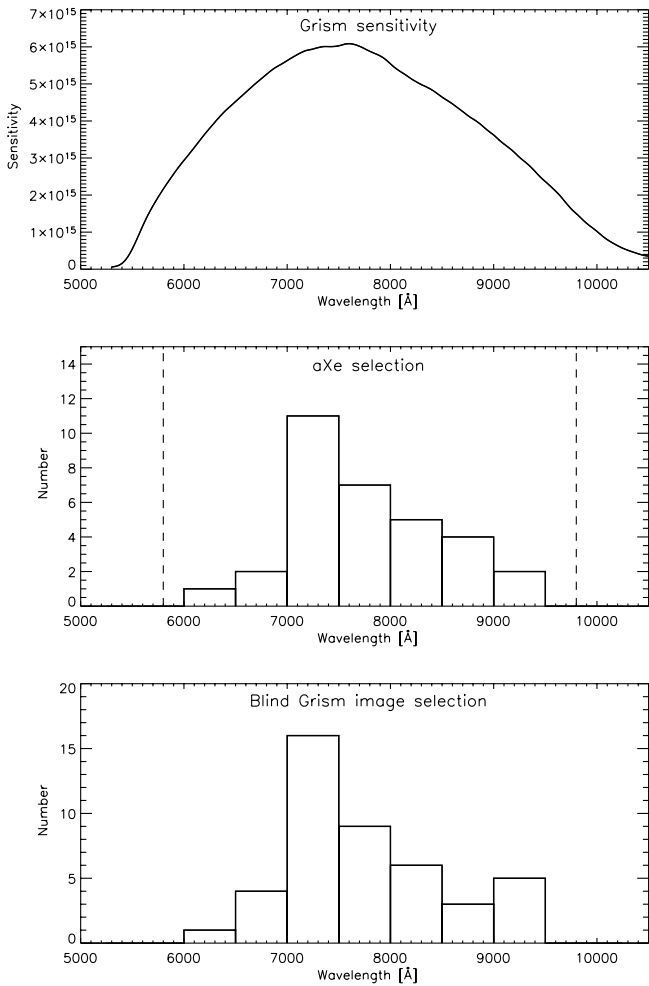 Grism sensitivity
7×10¹⁵
6×10¹⁵
5×10¹⁵
4×10¹⁵
3×10¹⁵
2×10¹⁵
1×10¹⁵
0
Sensitivity
5000 6000 7000 8000 9000 10000
Wavelength [Å]
aXe selection
14
12
10
8
6
4
2
0
Number
5000 6000 7000 8000 9000 10000
Wavelength [Å]
Blind Grism image selection
20
15
10
5
0
Number
5000 6000 7000 8000 9000 10000
Wavelength [Å]